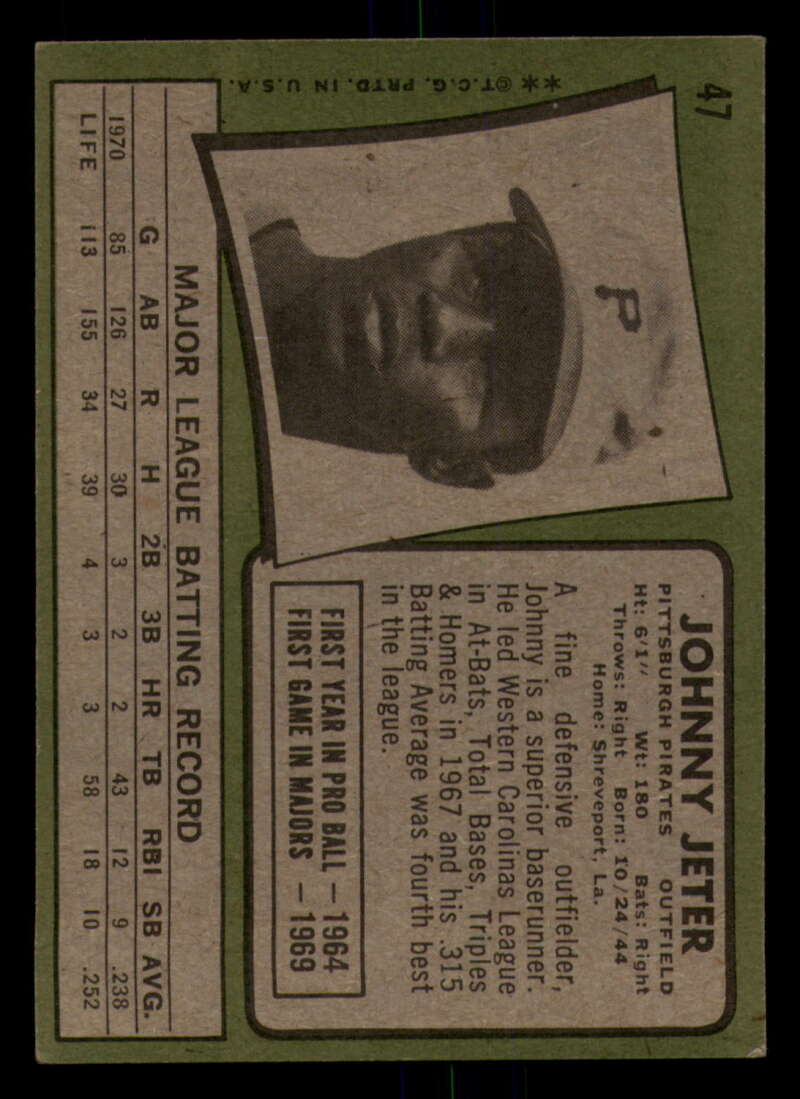 47
**©T.C.G. PRTD. IN U.S.A.
P
JOHNNY JETER
PITTSBURGH PIRATES OUTFIELD
Ht: 6'1" Wt: 180 Bats: Right
Throws: Right Born: 10/24/44
Home: Shreveport, La.
A fine defensive outfielder,
Johnny is a superior baserunner.
He led Western Carolinas League
in At-Bats, Total Bases, Triples
& Homers in 1967 and his .315
Batting Average was fourth best
in the league.
FIRST YEAR IN PRO BALL — 1964
FIRST GAME IN MAJORS — 1969
MAJOR LEAGUE BATTING RECORD
G AB R H 2B 3B HR TB RBI SB AVG.
1970 85 126 27 30 3 2 2 43 12 9 .238
LIFE 113 155 34 39 4 3 3 58 18 10 .252